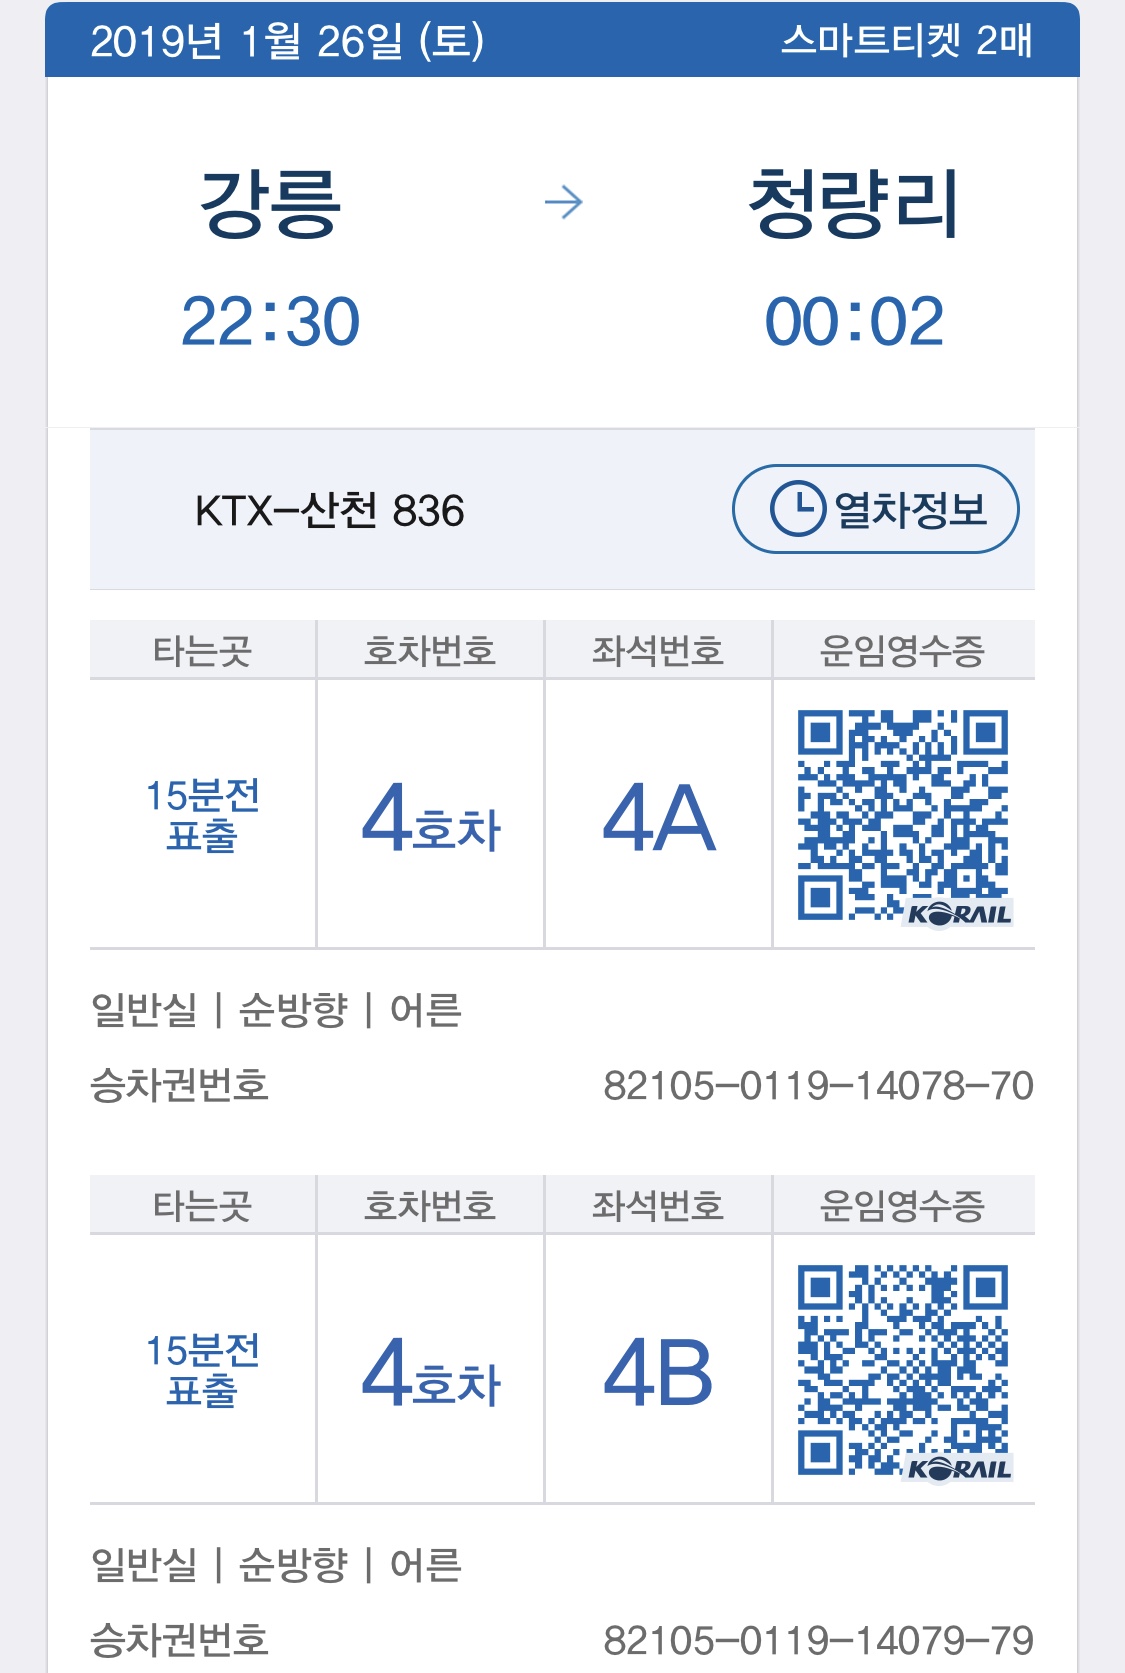 2019년 1월 26일 (토) 스마트티켓 2매
강릉 → 청량리
22:30 00:02
KTX-산천 836 열차정보
타는곳 호차번호 좌석번호 운임영수증
15분전
표출
4호차 4A
KORAIL
일반실 | 순방향 | 어른
승차권번호 82105-0119-14078-70
타는곳 호차번호 좌석번호 운임영수증
15분전
표출
4호차 4B
KORAIL
일반실 | 순방향 | 어른
승차권번호 82105-0119-14079-79